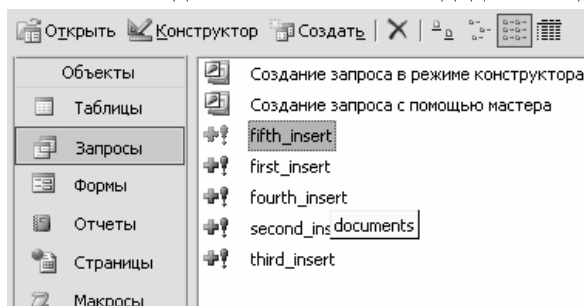 Открыть Конструктор Создать
Объекты
Таблицы
Запросы
Формы
Отчеты
Страницы
Макросы
Создание запроса в режиме конструктора
Создание запроса с помощью мастера
fifth_insert
first_insert
fourth_insert
second_ins
documents
third_insert